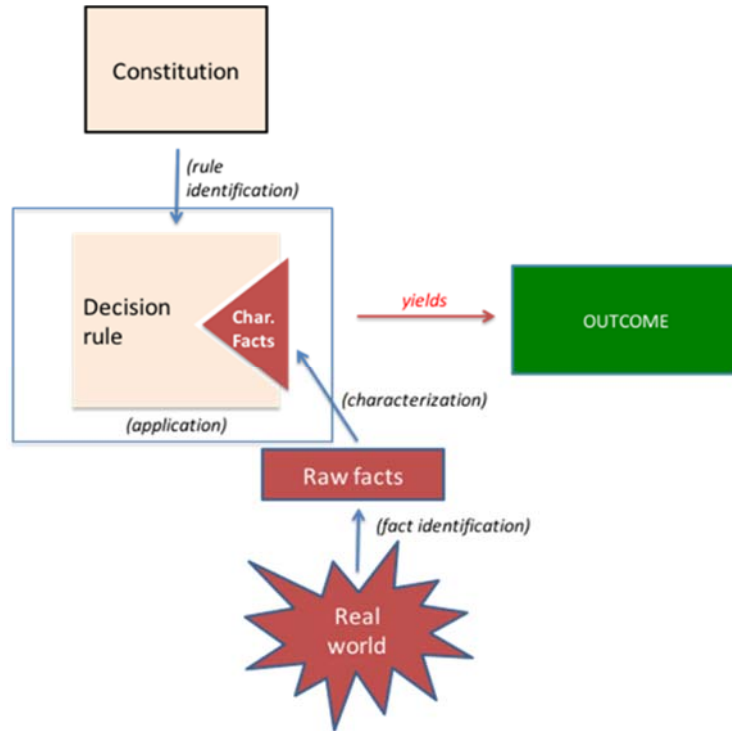 Constitution
(rule
identification)
Decision
rule
Char.
Facts
yields
OUTCOME
(application)
(characterization)
Raw facts
(fact identification)
Real
world